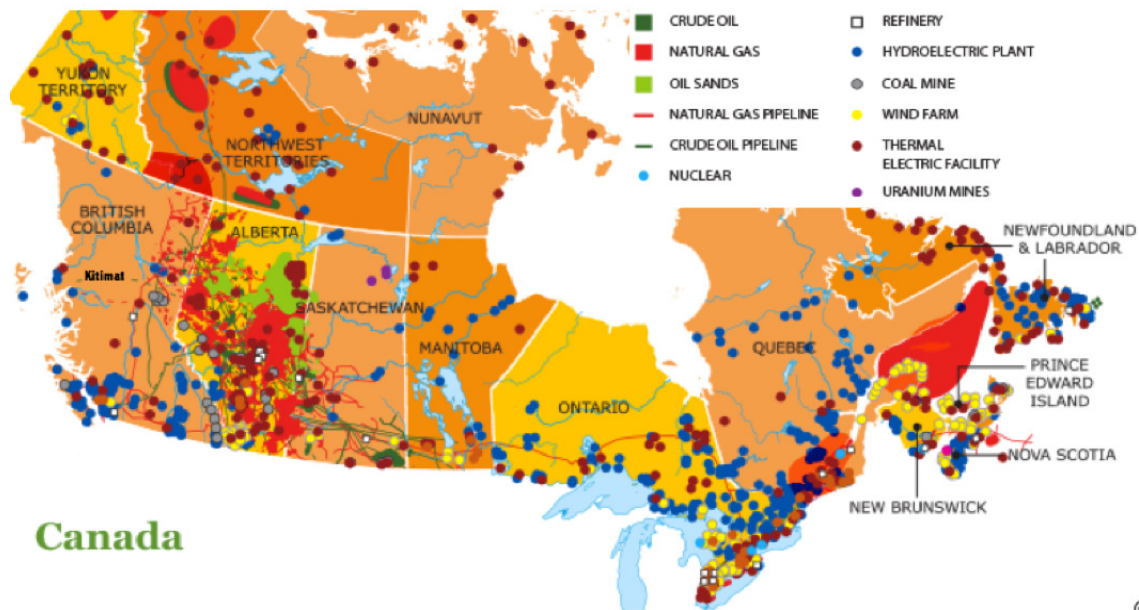 CRUDE OIL
NATURAL GAS
OIL SANDS
NATURAL GAS PIPELINE
CRUDE OIL PIPELINE
NUCLEAR
REFINERY
HYDROELECTRIC PLANT
COAL MINE
WIND FARM
THERMAL
ELECTRIC FACILITY
URANIUM MINES
YUKON
TERRITORY
NUNAVUT
NORTHWEST
TERRITORIES
BRITISH
COLUMBIA
ALBERTA
NEWFOUNDLAND
& LABRADOR
Kitimat
SASKATCHEWAN
MANITOBA
QUEBEC
ONTARIO
PRINCE
EDWARD
ISLAND
NOVA SCOTIA
NEW BRUNSWICK
Canada